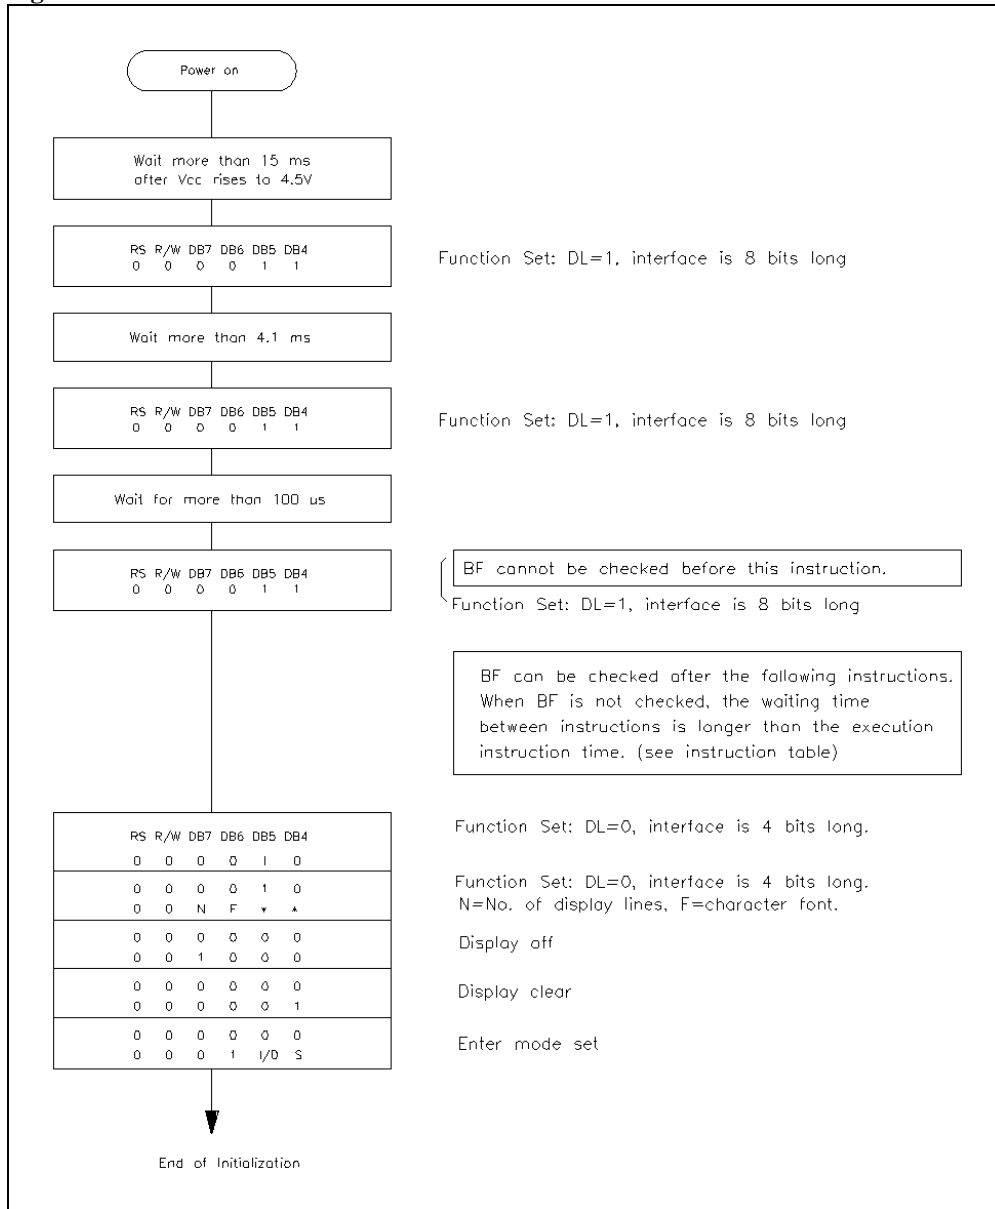 Power on
Wait more than 15 ms
after Vcc rises to 4.5V
RS R/W DB7 DB6 DB5 DB4
0 0 0 0 1 1
Function Set: DL=1, interface is 8 bits long
Wait more than 4.1 ms
RS R/W DB7 DB6 DB5 DB4
0 0 0 0 1 1
Function Set: DL=1, interface is 8 bits long
Wait for more than 100 us
RS R/W DB7 DB6 DB5 DB4
0 0 0 0 1 1
BF cannot be checked before this instruction.
Function Set: DL=1, interface is 8 bits long
BF can be checked after the following instructions.
When BF is not checked, the waiting time
between instructions is longer than the execution
instruction time. (see instruction table)
RS R/W DB7 DB6 DB5 DB4
0 0 0 0 1 0
Function Set: DL=0, interface is 4 bits long.
0 0 0 0 1 0
0 0 N F * *
Function Set: DL=0, interface is 4 bits long.
N=No. of display lines, F=character font.
0 0 0 0 0 0
0 0 1 0 0 0
Display off
0 0 0 0 0 0
0 0 0 0 0 1
Display clear
0 0 0 0 0 0
0 0 0 1 I/D S
Enter mode set
End of Initialization